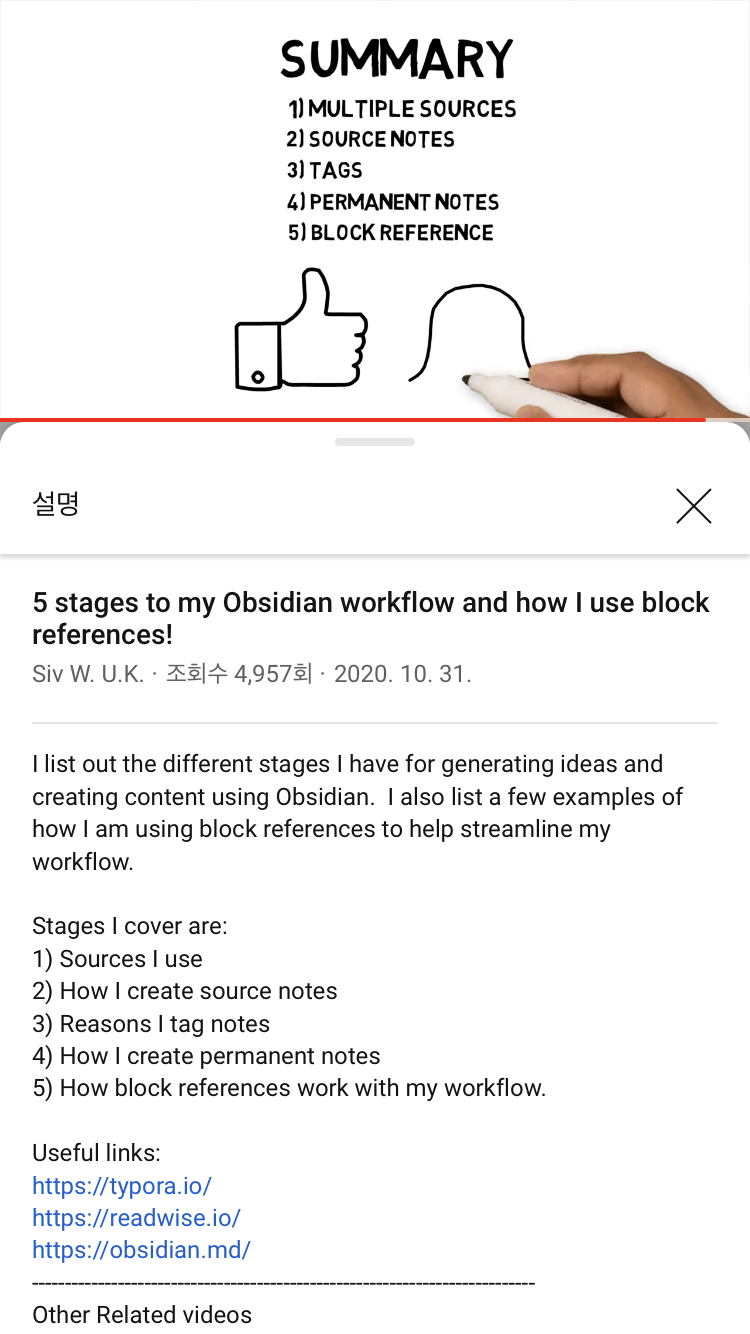 SUMMARY
1) MULTIPLE SOURCES
2) SOURCE NOTES
3) TAGS
4) PERMANENT NOTES
5) BLOCK REFERENCE
설명
5 stages to my Obsidian workflow and how I use block
references!
Siv W. U.K. · 조회수 4,957회 · 2020. 10. 31.
I list out the different stages I have for generating ideas and
creating content using Obsidian.  I also list a few examples of
how I am using block references to help streamline my
workflow.
Stages I cover are:
1) Sources I use
2) How I create source notes
3) Reasons I tag notes
4) How I create permanent notes
5) How block references work with my workflow.
Useful links:
https://typora.io/
https://readwise.io/
https://obsidian.md/
-----------------------------------------------------------------------------
Other Related videos